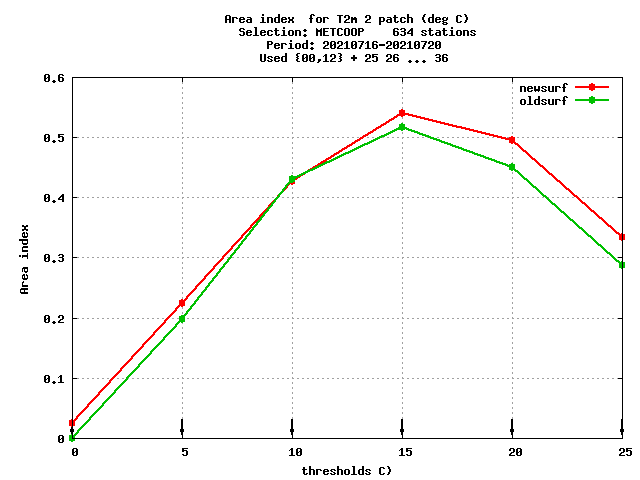 Area index  for T2m 2 patch (deg C)
Selection: METCOOP    634 stations
Period: 20210716-20210720
Used {00,12} + 25 26 ... 36
0.6
newsurf
oldsurf
0.5
0.4
Area index
0.3
0.2
0.1
0
0 5 10 15 20 25
thresholds C)